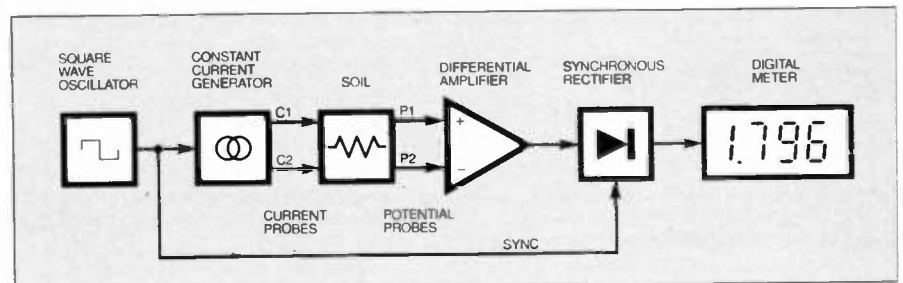 SQUARE
WAVE
OSCILLATOR
CONSTANT
CURRENT
GENERATOR
SOIL
DIFFERENTIAL
AMPLIFIER
SYNCHRONOUS
RECTIFIER
DIGITAL
METER
C1
C2
P1
P2
+
−
1.796
CURRENT
PROBES
POTENTIAL
PROBES
SYNC